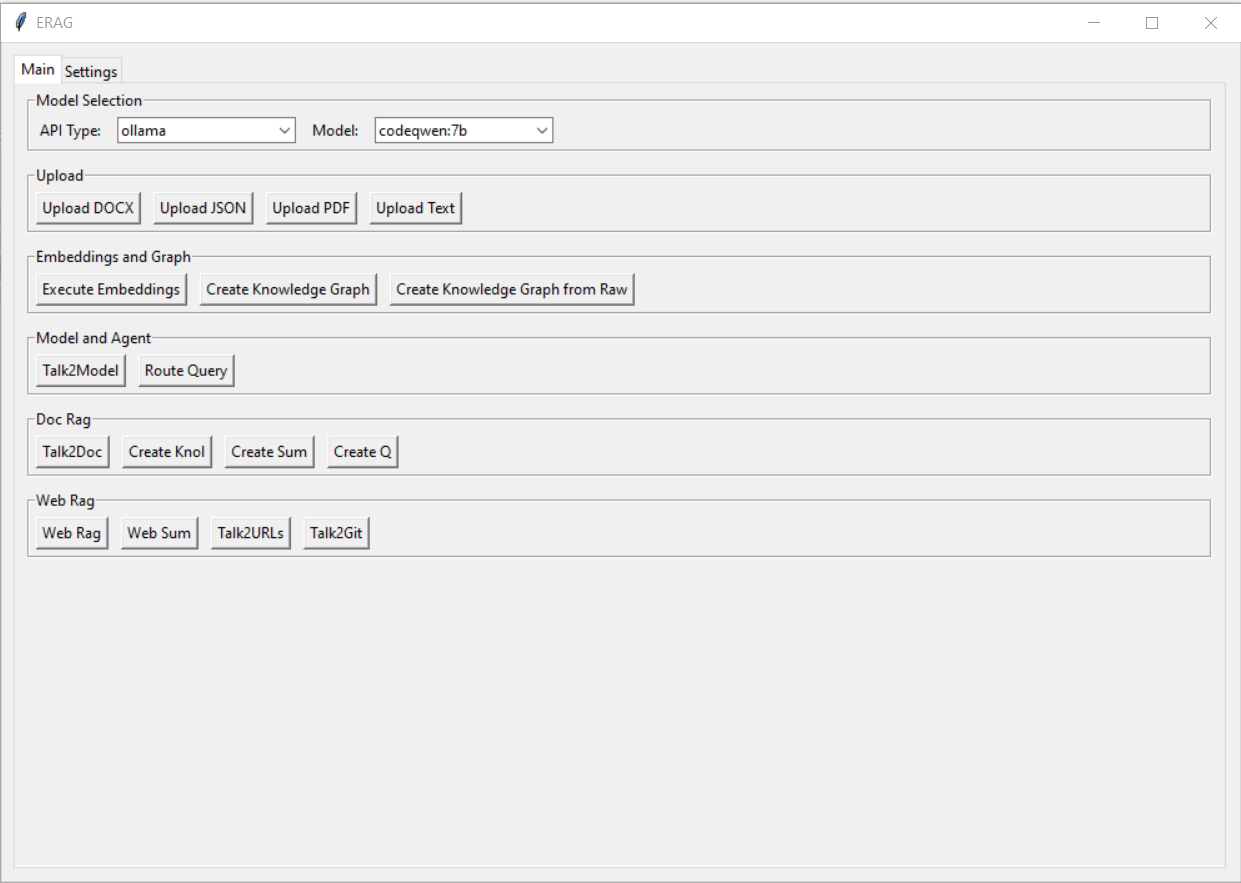 ERAG
Main Settings
Model Selection
API Type: ollama Model: codeqwen:7b
Upload
Upload DOCX Upload JSON Upload PDF Upload Text
Embeddings and Graph
Execute Embeddings Create Knowledge Graph Create Knowledge Graph from Raw
Model and Agent
Talk2Model Route Query
Doc Rag
Talk2Doc Create Knol Create Sum Create Q
Web Rag
Web Rag Web Sum Talk2URLs Talk2Git